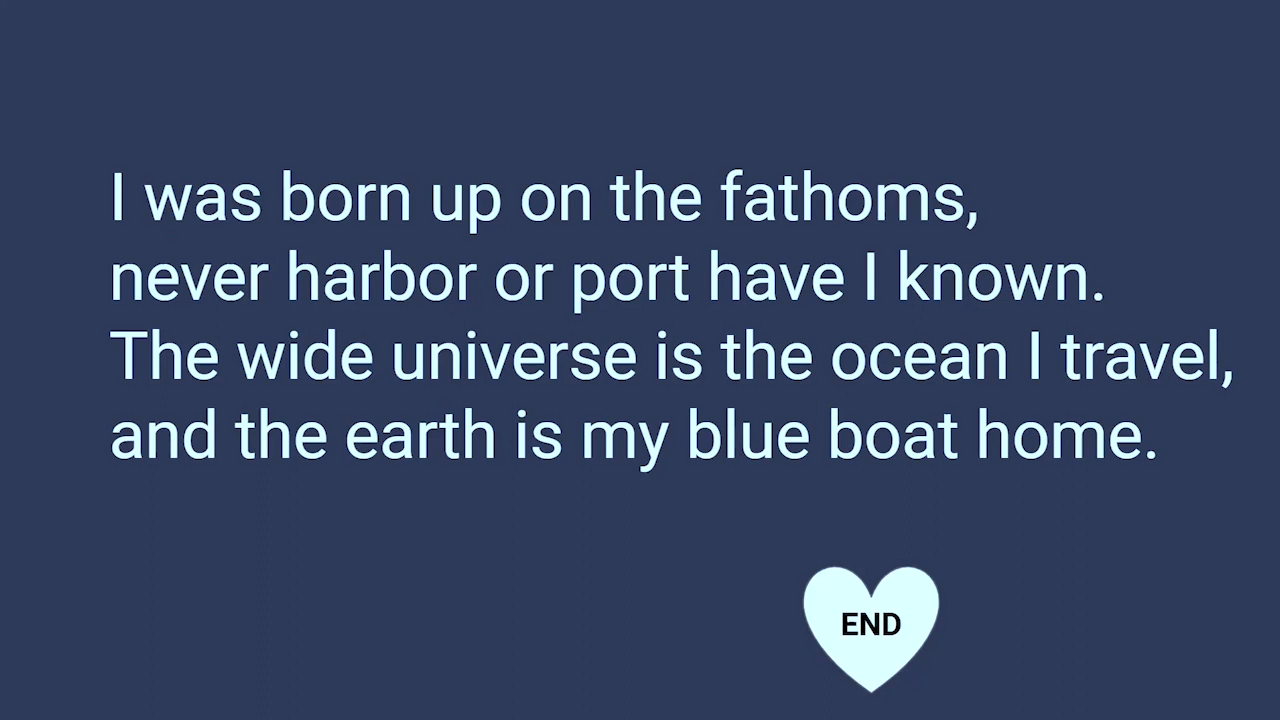 I was born up on the fathoms,
never harbor or port have I known.
The wide universe is the ocean I travel,
and the earth is my blue boat home.
END